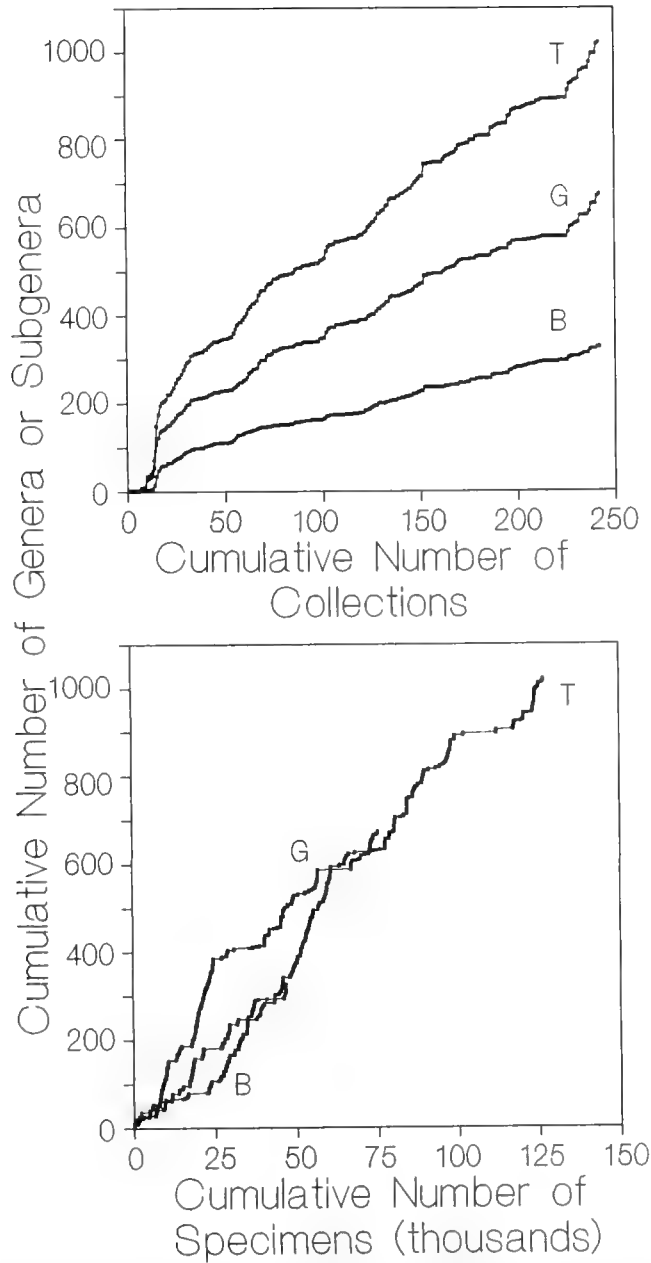 Cumulative Number of Genera or Subgenera
1000
800
600
400
200
0
T
G
B
0 50 100 150 200 250
Cumulative Number of
Collections
1000
800
600
400
200
0
T
G
B
0 25 50 75 100 125 150
Cumulative Number of
Specimens (thousands)